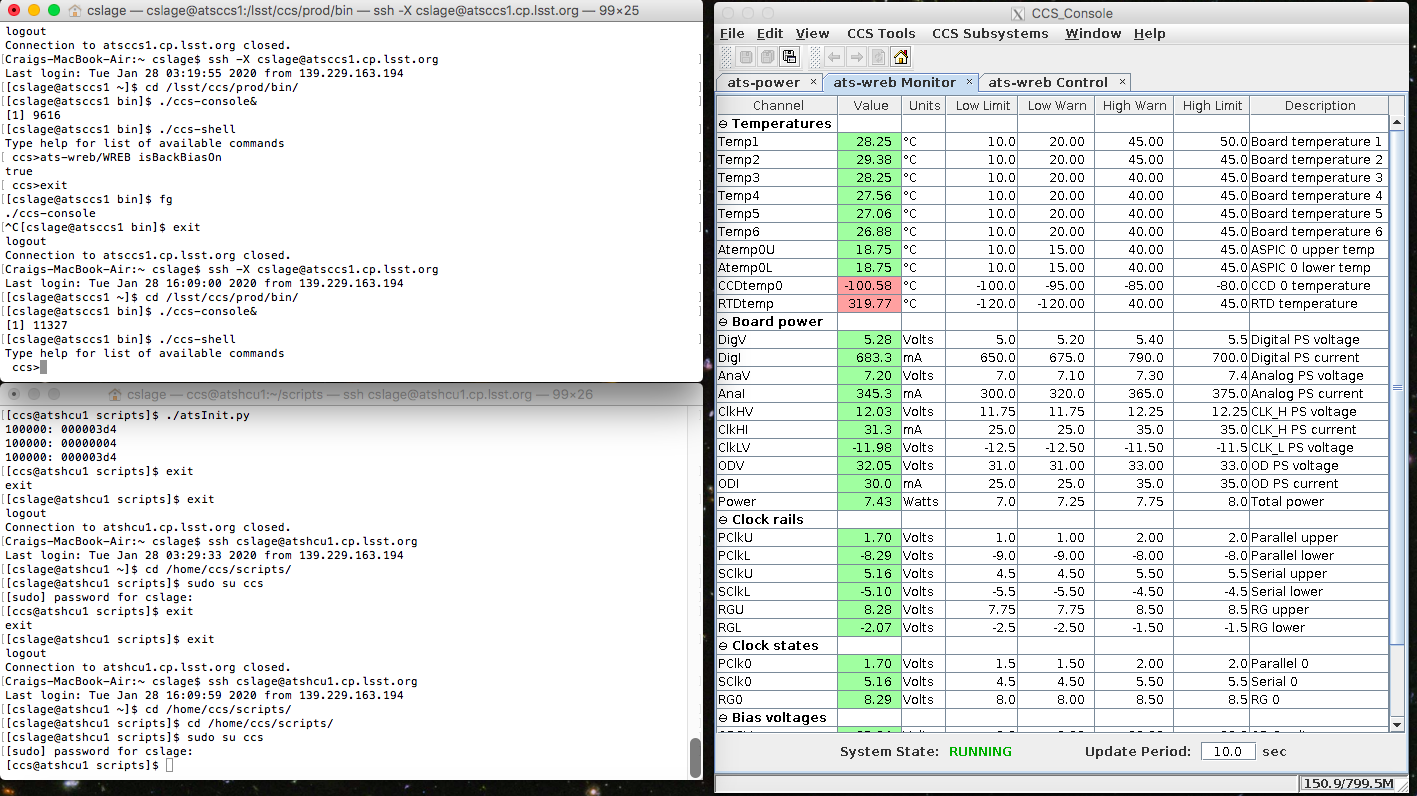 cslage — cslage@atsccs1:/lsst/ccs/prod/bin — ssh -X cslage@atsccs1.cp.lsst.org — 99×25
logout
Connection to atsccs1.cp.lsst.org closed.
Craigs-MacBook-Air:~ cslage$ ssh -X cslage@atsccs1.cp.lsst.org
Last login: Tue Jan 28 03:19:55 2020 from 139.229.163.194
[[cslage@atsccs1 ~]$ cd /lsst/ccs/prod/bin/
[[cslage@atsccs1 bin]$ ./ccs-console&
[1] 9616
[[cslage@atsccs1 bin]$ ./ccs-shell
Type help for list of available commands
[ ccs>ats-wreb/WREB isBackBiasOn
true
[ ccs>exit
[[cslage@atsccs1 bin]$ fg
./ccs-console
^C[cslage@atsccs1 bin]$ exit
logout
Connection to atsccs1.cp.lsst.org closed.
[Craigs-MacBook-Air:~ cslage$ ssh -X cslage@atsccs1.cp.lsst.org
Last login: Tue Jan 28 16:09:00 2020 from 139.229.163.194
[[cslage@atsccs1 ~]$ cd /lsst/ccs/prod/bin/
[[cslage@atsccs1 bin]$ ./ccs-console&
[1] 11327
[[cslage@atsccs1 bin]$ ./ccs-shell
Type help for list of available commands
ccs>
cslage — ccs@atshcu1:~/scripts — ssh cslage@atshcu1.cp.lsst.org — 99×26
[[ccs@atshcu1 scripts]$ ./atsInit.py
100000: 000003d4
100000: 00000004
100000: 000003d4
[[ccs@atshcu1 scripts]$ exit
exit
[[cslage@atshcu1 scripts]$ exit
logout
Connection to atshcu1.cp.lsst.org closed.
[Craigs-MacBook-Air:~ cslage$ ssh cslage@atshcu1.cp.lsst.org
Last login: Tue Jan 28 03:29:33 2020 from 139.229.163.194
[[cslage@atshcu1 ~]$ cd /home/ccs/scripts/
[[cslage@atshcu1 scripts]$ sudo su ccs
[[sudo] password for cslage:
[[ccs@atshcu1 scripts]$ exit
exit
[[cslage@atshcu1 scripts]$ exit
logout
Connection to atshcu1.cp.lsst.org closed.
[Craigs-MacBook-Air:~ cslage$ ssh cslage@atshcu1.cp.lsst.org
Last login: Tue Jan 28 16:09:59 2020 from 139.229.163.194
[[cslage@atshcu1 ~]$ cd /home/ccs/scripts/
[[cslage@atshcu1 scripts]$ cd /home/ccs/scripts/
[[cslage@atshcu1 scripts]$ sudo su ccs
[[sudo] password for cslage:
[ccs@atshcu1 scripts]$
X CCS_Console
File Edit View CCS Tools CCS Subsystems Window Help
ats-power × ats-wreb Monitor × ats-wreb Control ×
Channel Value Units Low Limit Low Warn High Warn High Limit Description
Temperatures
Temp1 28.25 °C 10.0 20.00 45.00 50.0 Board temperature 1
Temp2 29.38 °C 10.0 20.00 40.00 45.0 Board temperature 2
Temp3 28.25 °C 10.0 20.00 40.00 45.0 Board temperature 3
Temp4 27.56 °C 10.0 20.00 40.00 45.0 Board temperature 4
Temp5 27.06 °C 10.0 20.00 40.00 45.0 Board temperature 5
Temp6 26.88 °C 10.0 20.00 40.00 45.0 Board temperature 6
Atemp0U 18.75 °C 10.0 15.00 40.00 45.0 ASPIC 0 upper temp
Atemp0L 18.75 °C 10.0 15.00 40.00 45.0 ASPIC 0 lower temp
CCDtemp0 -100.58 °C -100.0 -95.00 -85.00 -80.0 CCD 0 temperature
RTDtemp 319.77 °C -120.0 -120.00 40.00 45.0 RTD temperature
Board power
DigV 5.28 Volts 5.0 5.20 5.40 5.5 Digital PS voltage
DigI 683.3 mA 650.0 675.0 790.0 700.0 Digital PS current
AnaV 7.20 Volts 7.0 7.10 7.30 7.4 Analog PS voltage
AnaI 345.3 mA 300.0 320.0 365.0 375.0 Analog PS current
ClkHV 12.03 Volts 11.75 11.75 12.25 12.25 CLK_H PS voltage
ClkHI 31.3 mA 25.0 25.0 35.0 35.0 CLK_H PS current
ClkLV -11.98 Volts -12.5 -12.50 -11.50 -11.5 CLK_L PS voltage
ODV 32.05 Volts 31.0 31.00 33.00 33.0 OD PS voltage
ODI 30.0 mA 25.0 25.0 35.0 35.0 OD PS current
Power 7.43 Watts 7.0 7.25 7.75 8.0 Total power
Clock rails
PClkU 1.70 Volts 1.0 1.00 2.00 2.0 Parallel upper
PClkL -8.29 Volts -9.0 -9.00 -8.00 -8.0 Parallel lower
SClkU 5.16 Volts 4.5 4.50 5.50 5.5 Serial upper
SClkL -5.10 Volts -5.5 -5.50 -4.50 -4.5 Serial lower
RGU 8.28 Volts 7.75 7.75 8.50 8.5 RG upper
RGL -2.07 Volts -2.5 -2.50 -1.50 -1.5 RG lower
Clock states
PClk0 1.70 Volts 1.5 1.50 2.00 2.0 Parallel 0
SClk0 5.16 Volts 4.5 4.50 5.50 5.5 Serial 0
RG0 8.29 Volts 8.0 8.00 8.50 8.5 RG 0
Bias voltages
System State: RUNNING Update Period: 10.0 sec
150.9/799.5M